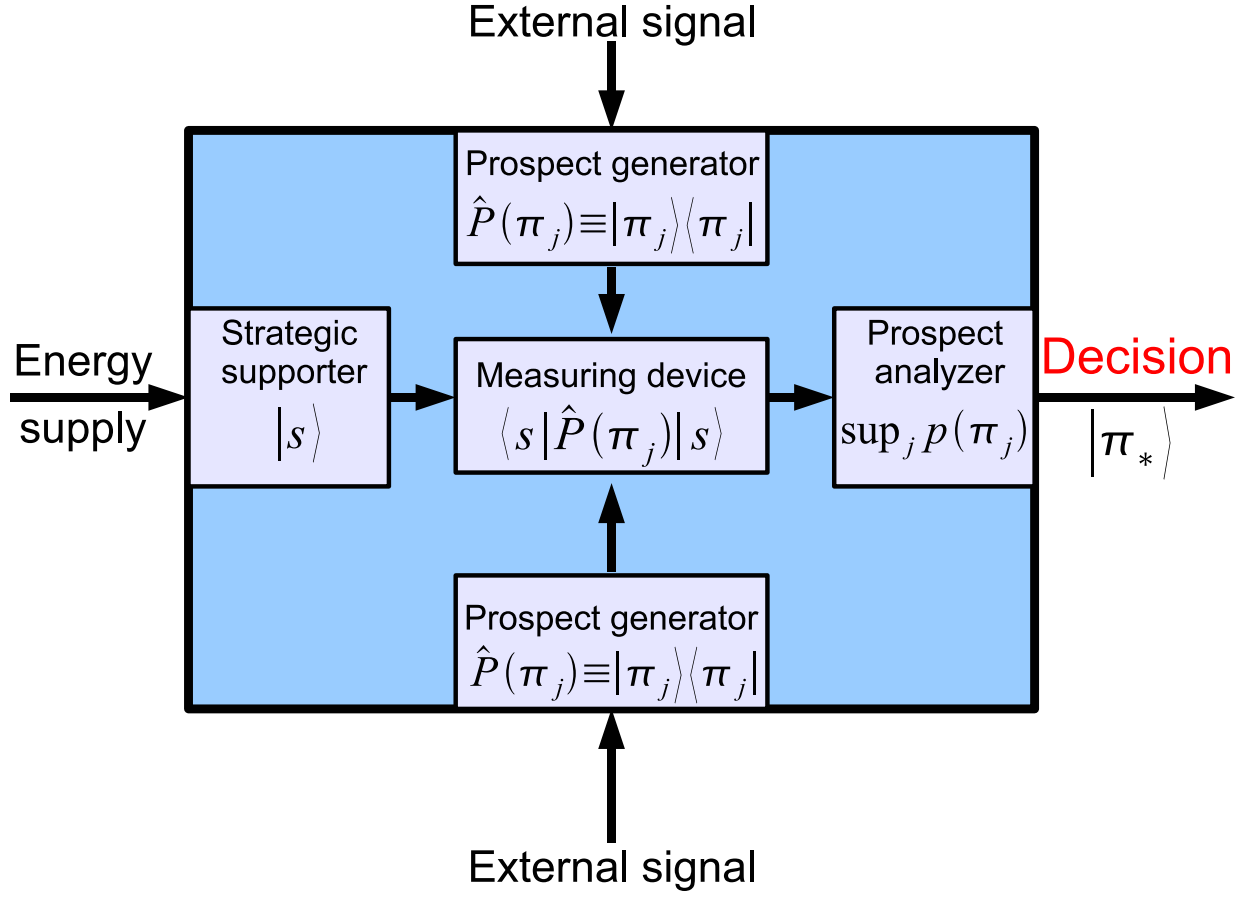 External signal
Prospect generator
P̂(π_j)≡|π_j⟩⟨π_j|
Energy
supply
Strategic
supporter
|s⟩
Measuring device
⟨s|P̂(π_j)|s⟩
Prospect
analyzer
sup_j p(π_j)
Decision
|π_*⟩
Prospect generator
P̂(π_j)≡|π_j⟩⟨π_j|
External signal